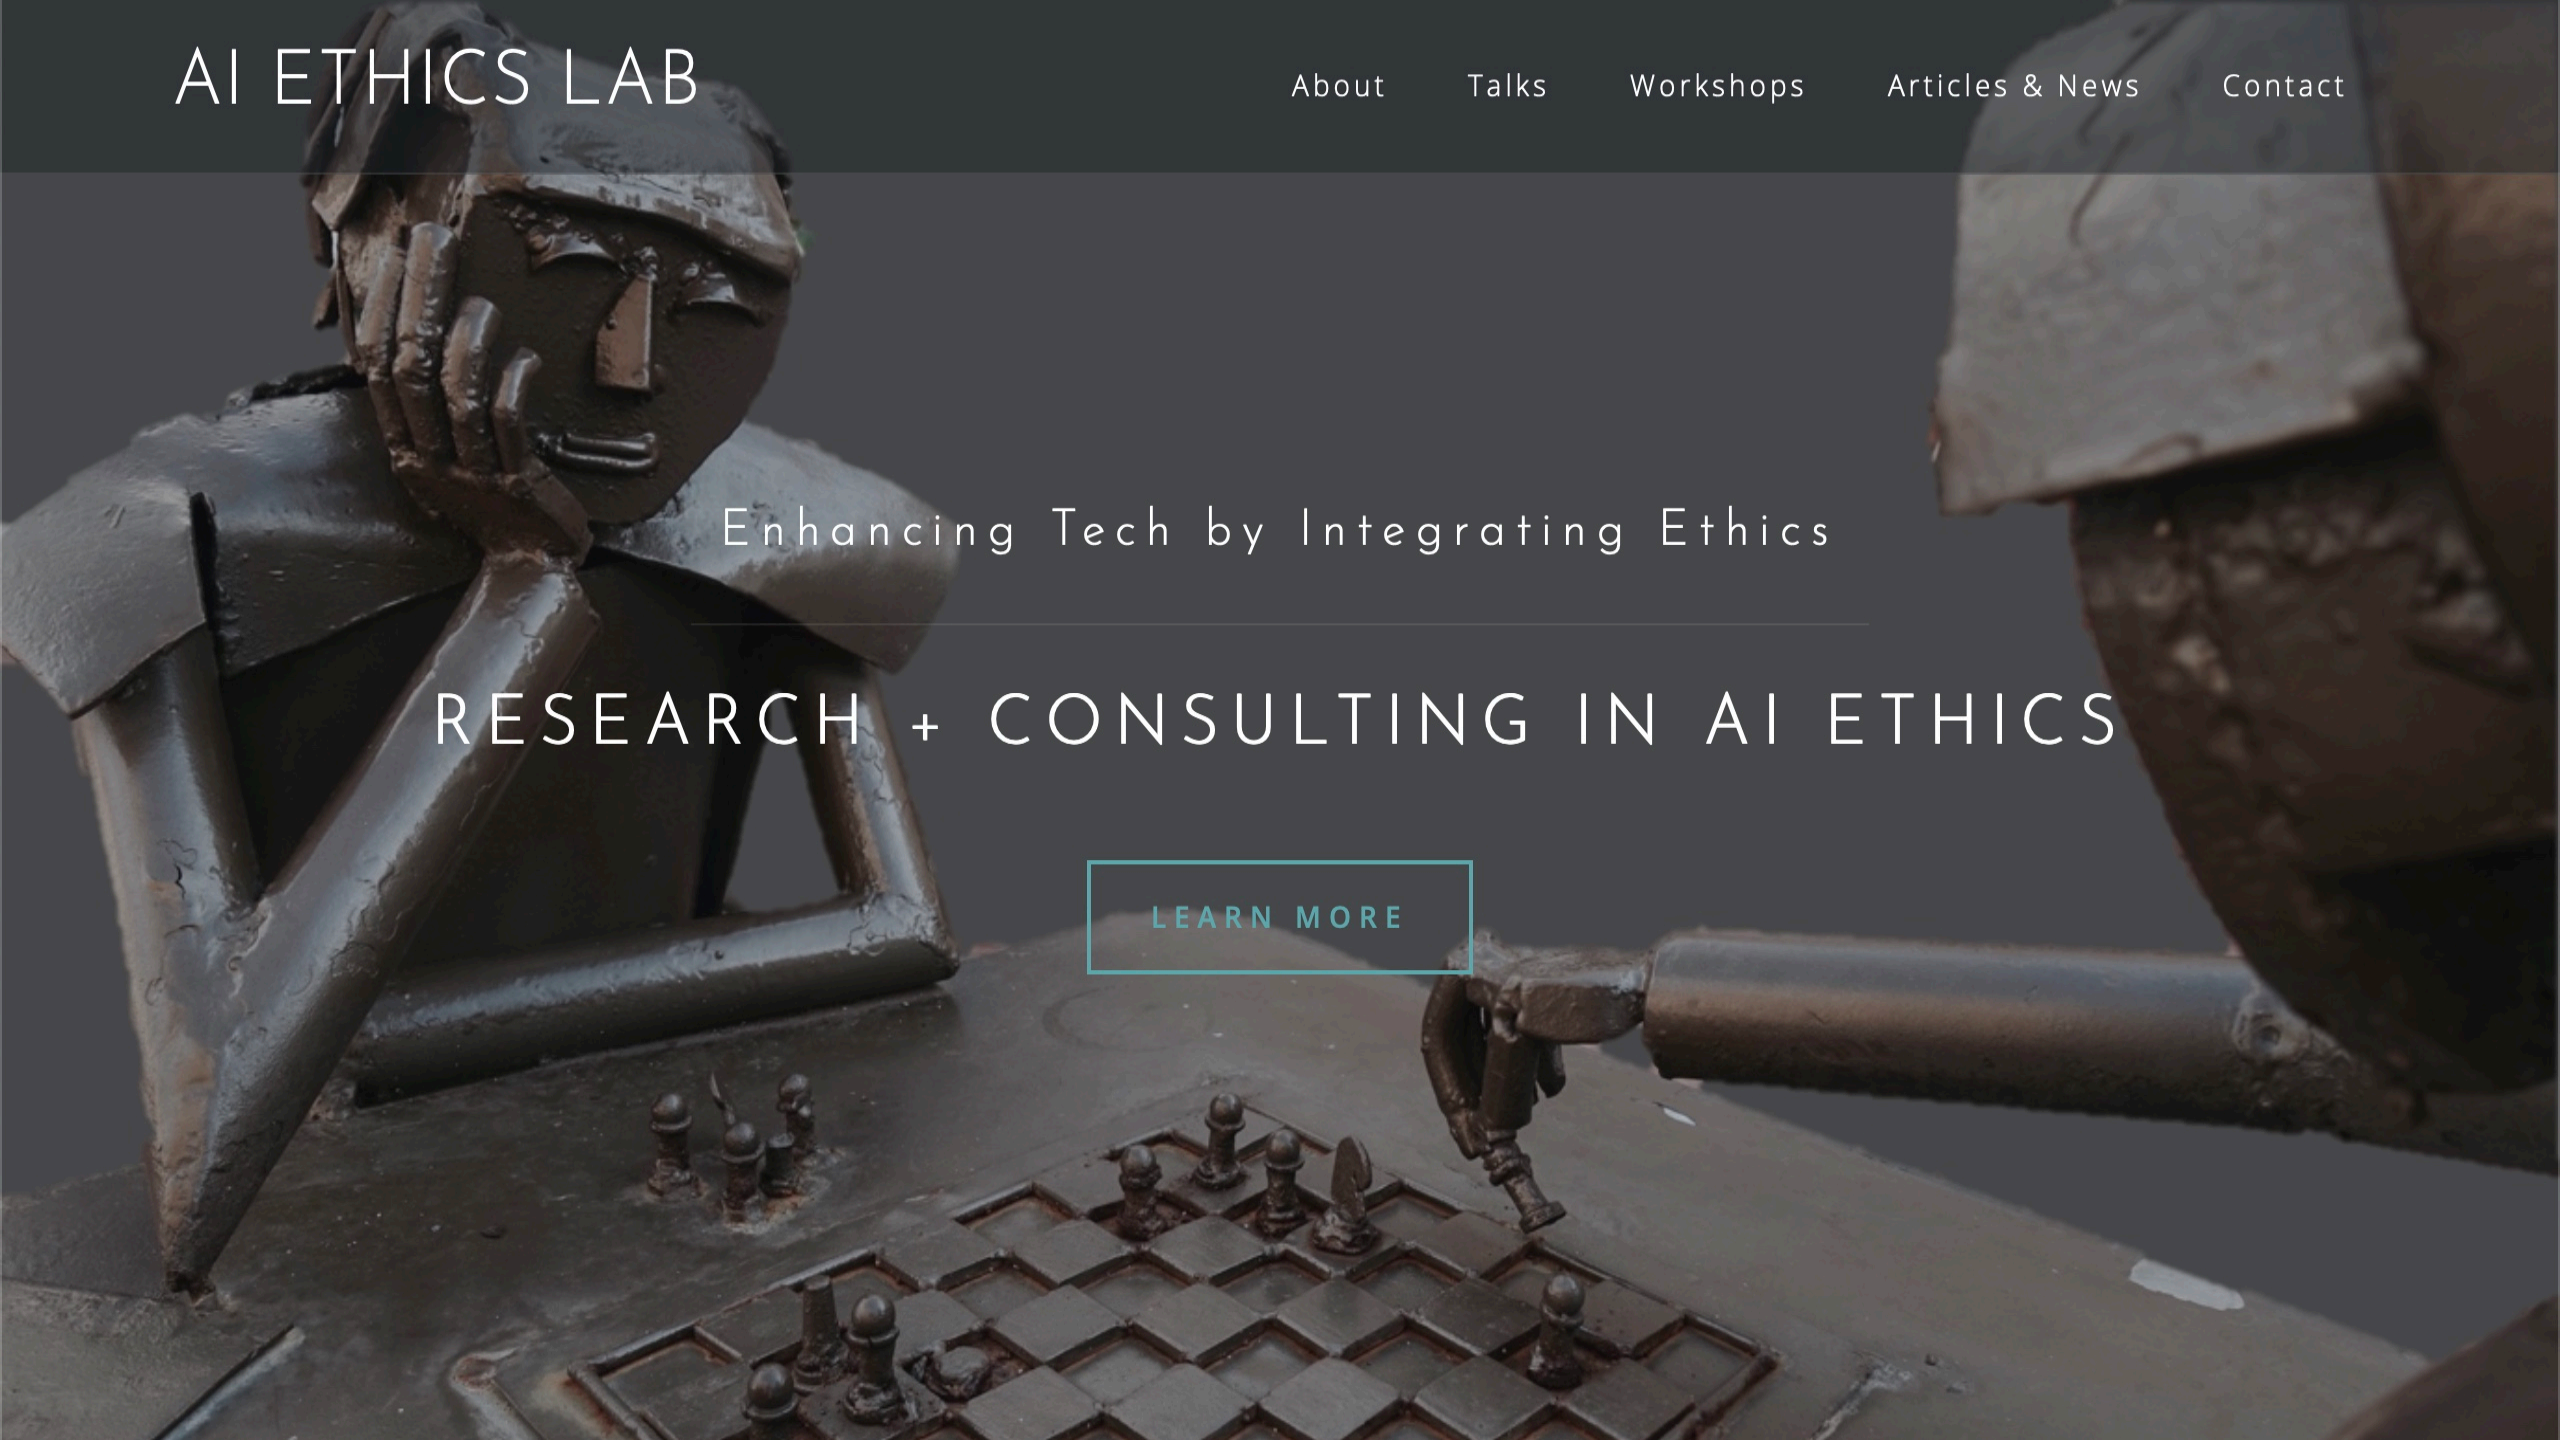 AI ETHICS LAB
About Talks Workshops Articles & News Contact
Enhancing Tech by Integrating Ethics
RESEARCH + CONSULTING IN AI ETHICS
LEARN MORE